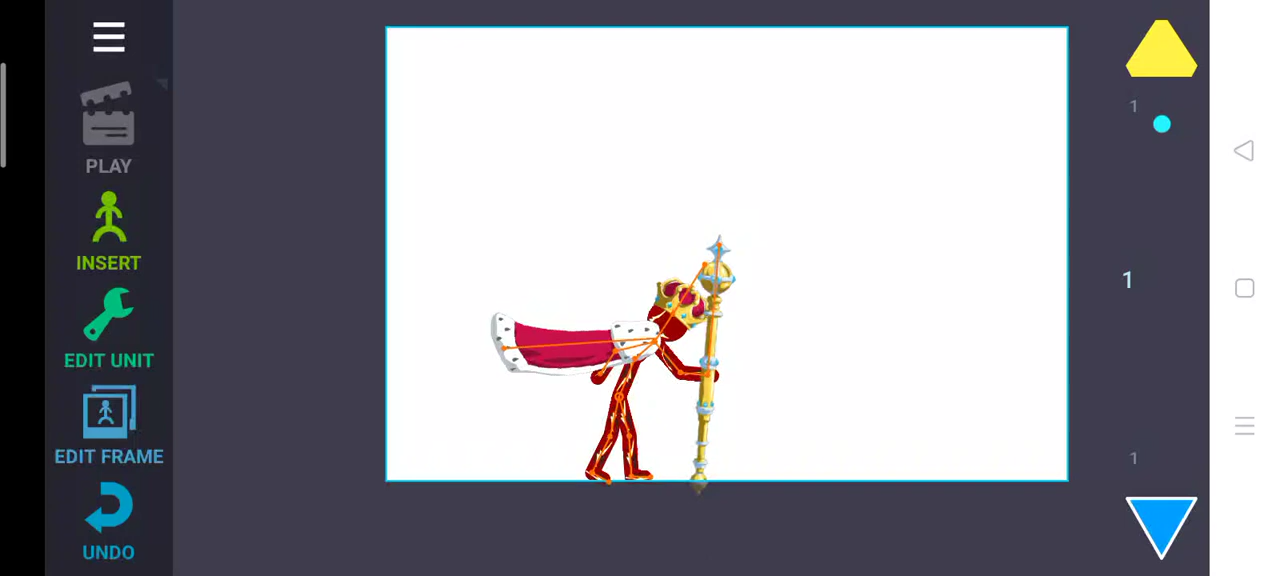 PLAY
INSERT
EDIT UNIT
EDIT FRAME
UNDO
1
1
1